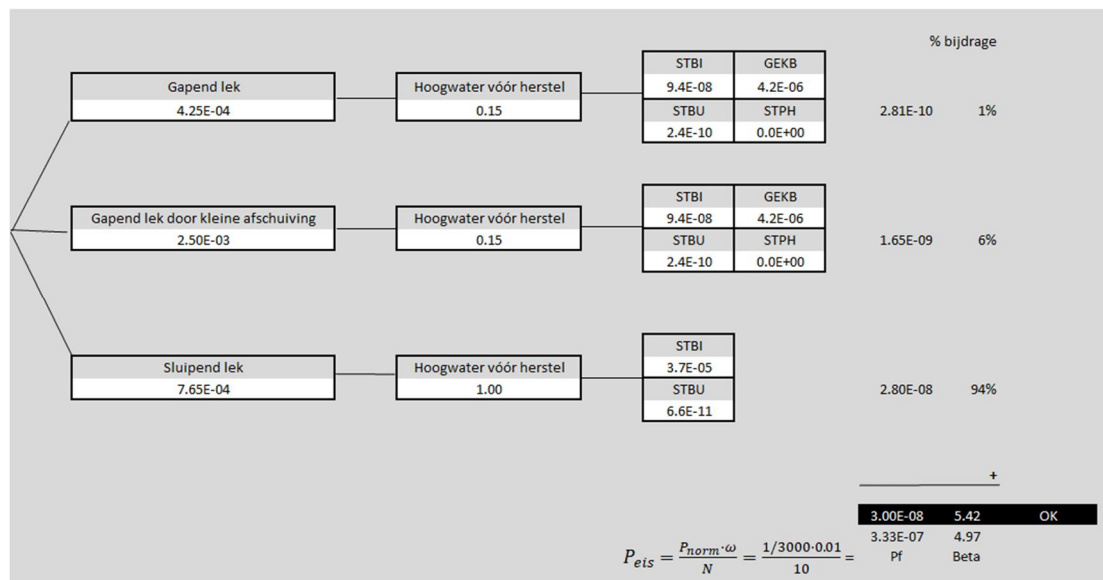 % bijdrage
STBI GEKB
Gapend lek Hoogwater vóór herstel 9.4E-08 4.2E-06
4.25E-04 0.15 STBU STPH 2.81E-10 1%
2.4E-10 0.0E+00
STBI GEKB
Gapend lek door kleine afschuiving Hoogwater vóór herstel 9.4E-08 4.2E-06
2.50E-03 0.15 STBU STPH 1.65E-09 6%
2.4E-10 0.0E+00
STBI
Sluipend lek Hoogwater vóór herstel 3.7E-05
7.65E-04 1.00 STBU 2.80E-08 94%
6.6E-11
+
3.00E-08 5.42 OK
3.33E-07 4.97
P_eis = P_norm·ω / N = 1/3000·0.01 / 10 = Pf Beta